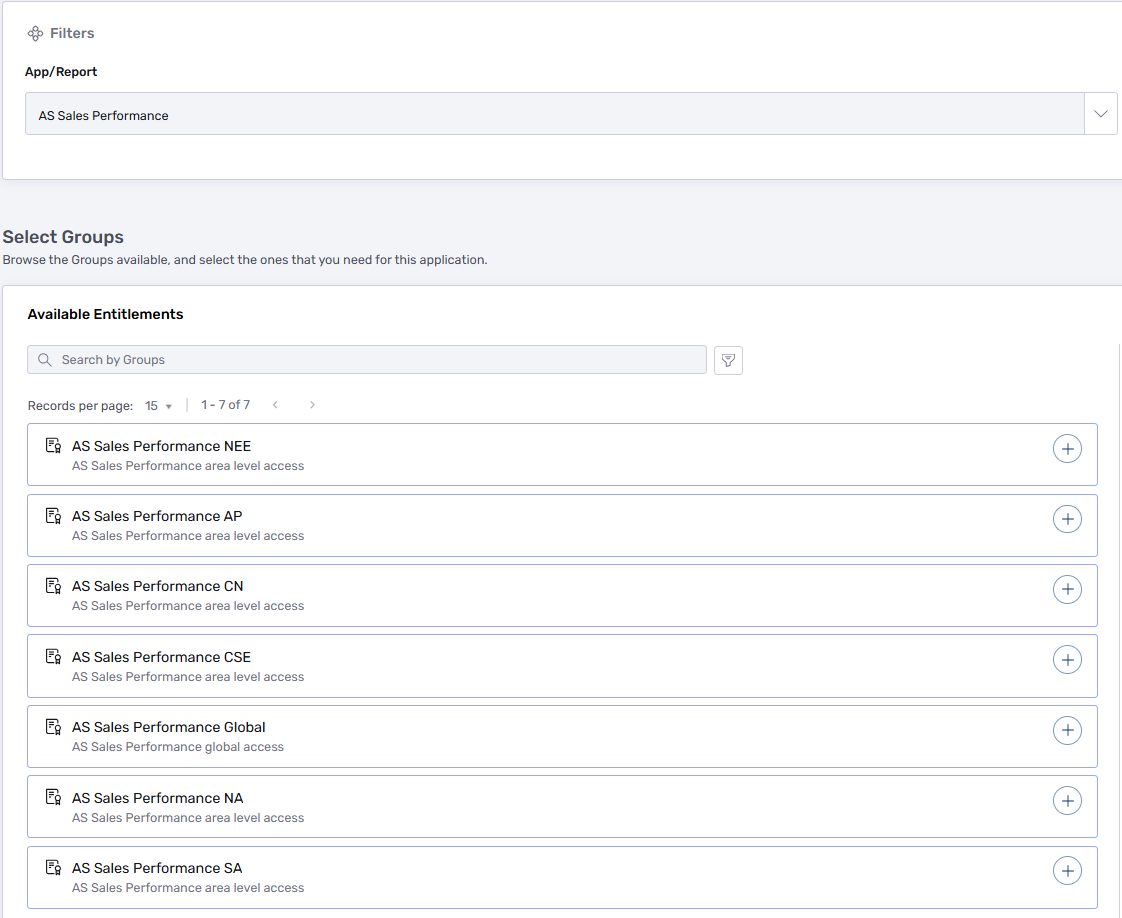 Filters
App/Report
AS Sales Performance
Select Groups
Browse the Groups available, and select the ones that you need for this application.
Available Entitlements
Search by Groups
Records per page: 15 1 - 7 of 7
AS Sales Performance NEE
AS Sales Performance area level access
AS Sales Performance AP
AS Sales Performance area level access
AS Sales Performance CN
AS Sales Performance area level access
AS Sales Performance CSE
AS Sales Performance area level access
AS Sales Performance Global
AS Sales Performance global access
AS Sales Performance NA
AS Sales Performance area level access
AS Sales Performance SA
AS Sales Performance area level access